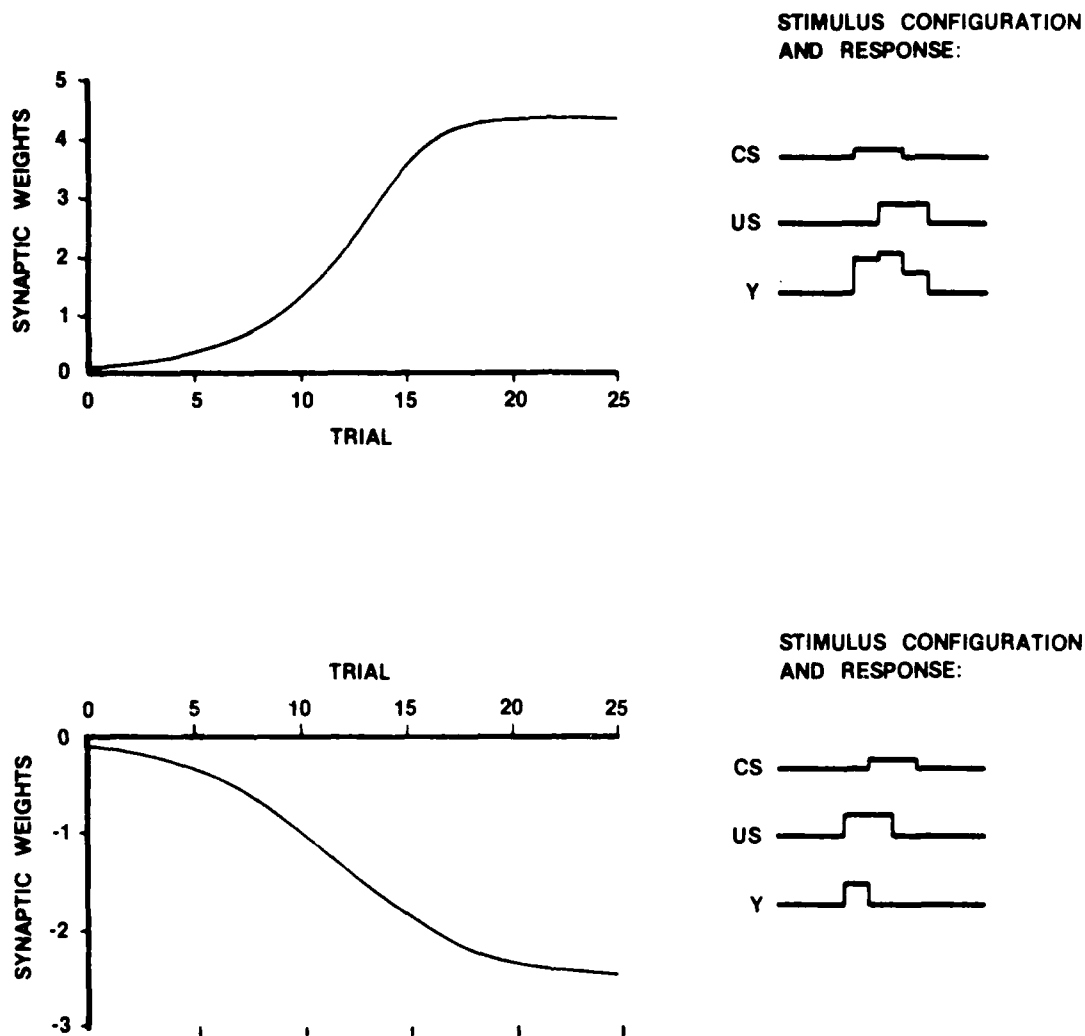 STIMULUS CONFIGURATION
AND RESPONSE:
5
4
3
2
1
0
SYNAPTIC WEIGHTS
0 5 10 15 20 25
TRIAL
CS
US
Y
STIMULUS CONFIGURATION
AND RESPONSE:
TRIAL
0 5 10 15 20 25
0
-1
-2
-3
SYNAPTIC WEIGHTS
CS
US
Y